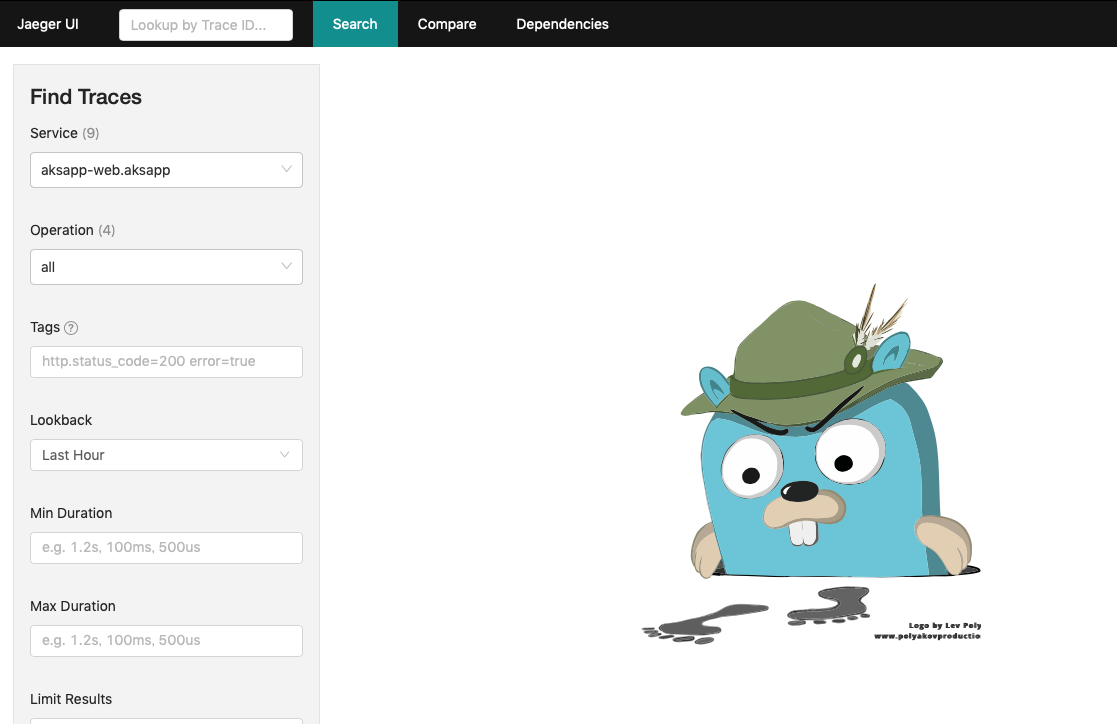 Jaeger UI
Lookup by Trace ID...
Search
Compare
Dependencies
Find Traces
Service (9)
aksapp-web.aksapp
Operation (4)
all
Tags ?
http.status_code=200 error=true
Lookback
Last Hour
Min Duration
e.g. 1.2s, 100ms, 500us
Max Duration
e.g. 1.2s, 100ms, 500us
Limit Results
Logo by Lev Poly
www.polyakovproductio